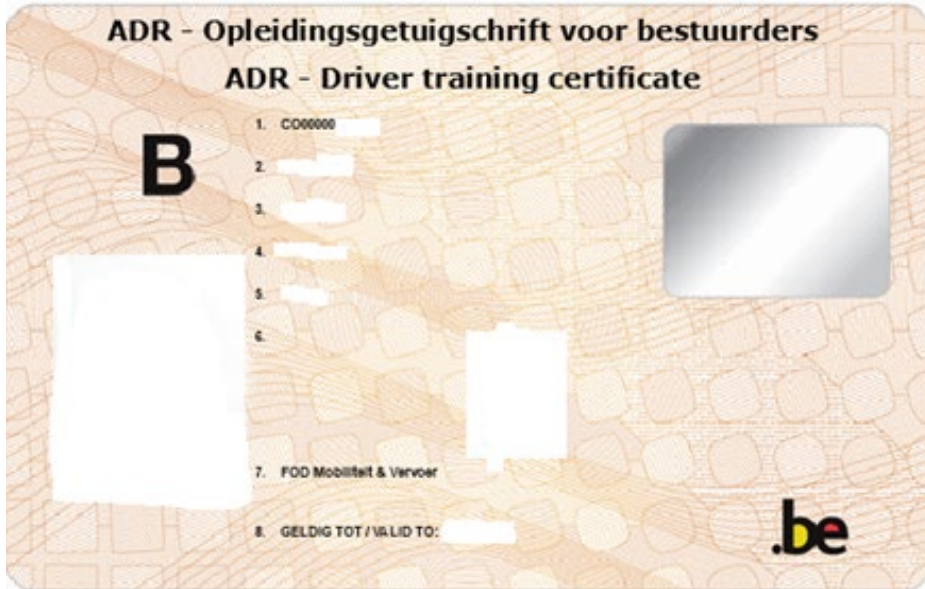 ADR - Opleidingsgetuigschrift voor bestuurders
ADR - Driver training certificate
B
1. CO00000
2.
3.
4.
5.
6.
7. FOD Mobiliteit & Vervoer
8. GELDIG TOT / VALID TO:
.be